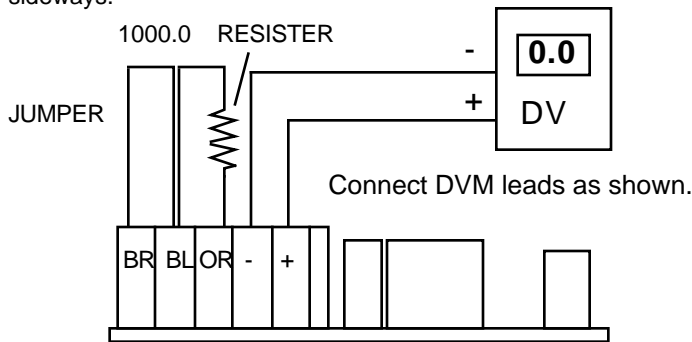 sideways.
1000.0 RESISTER
-
0.0
JUMPER
+
DV
Connect DVM leads as shown.
BR BL OR - +